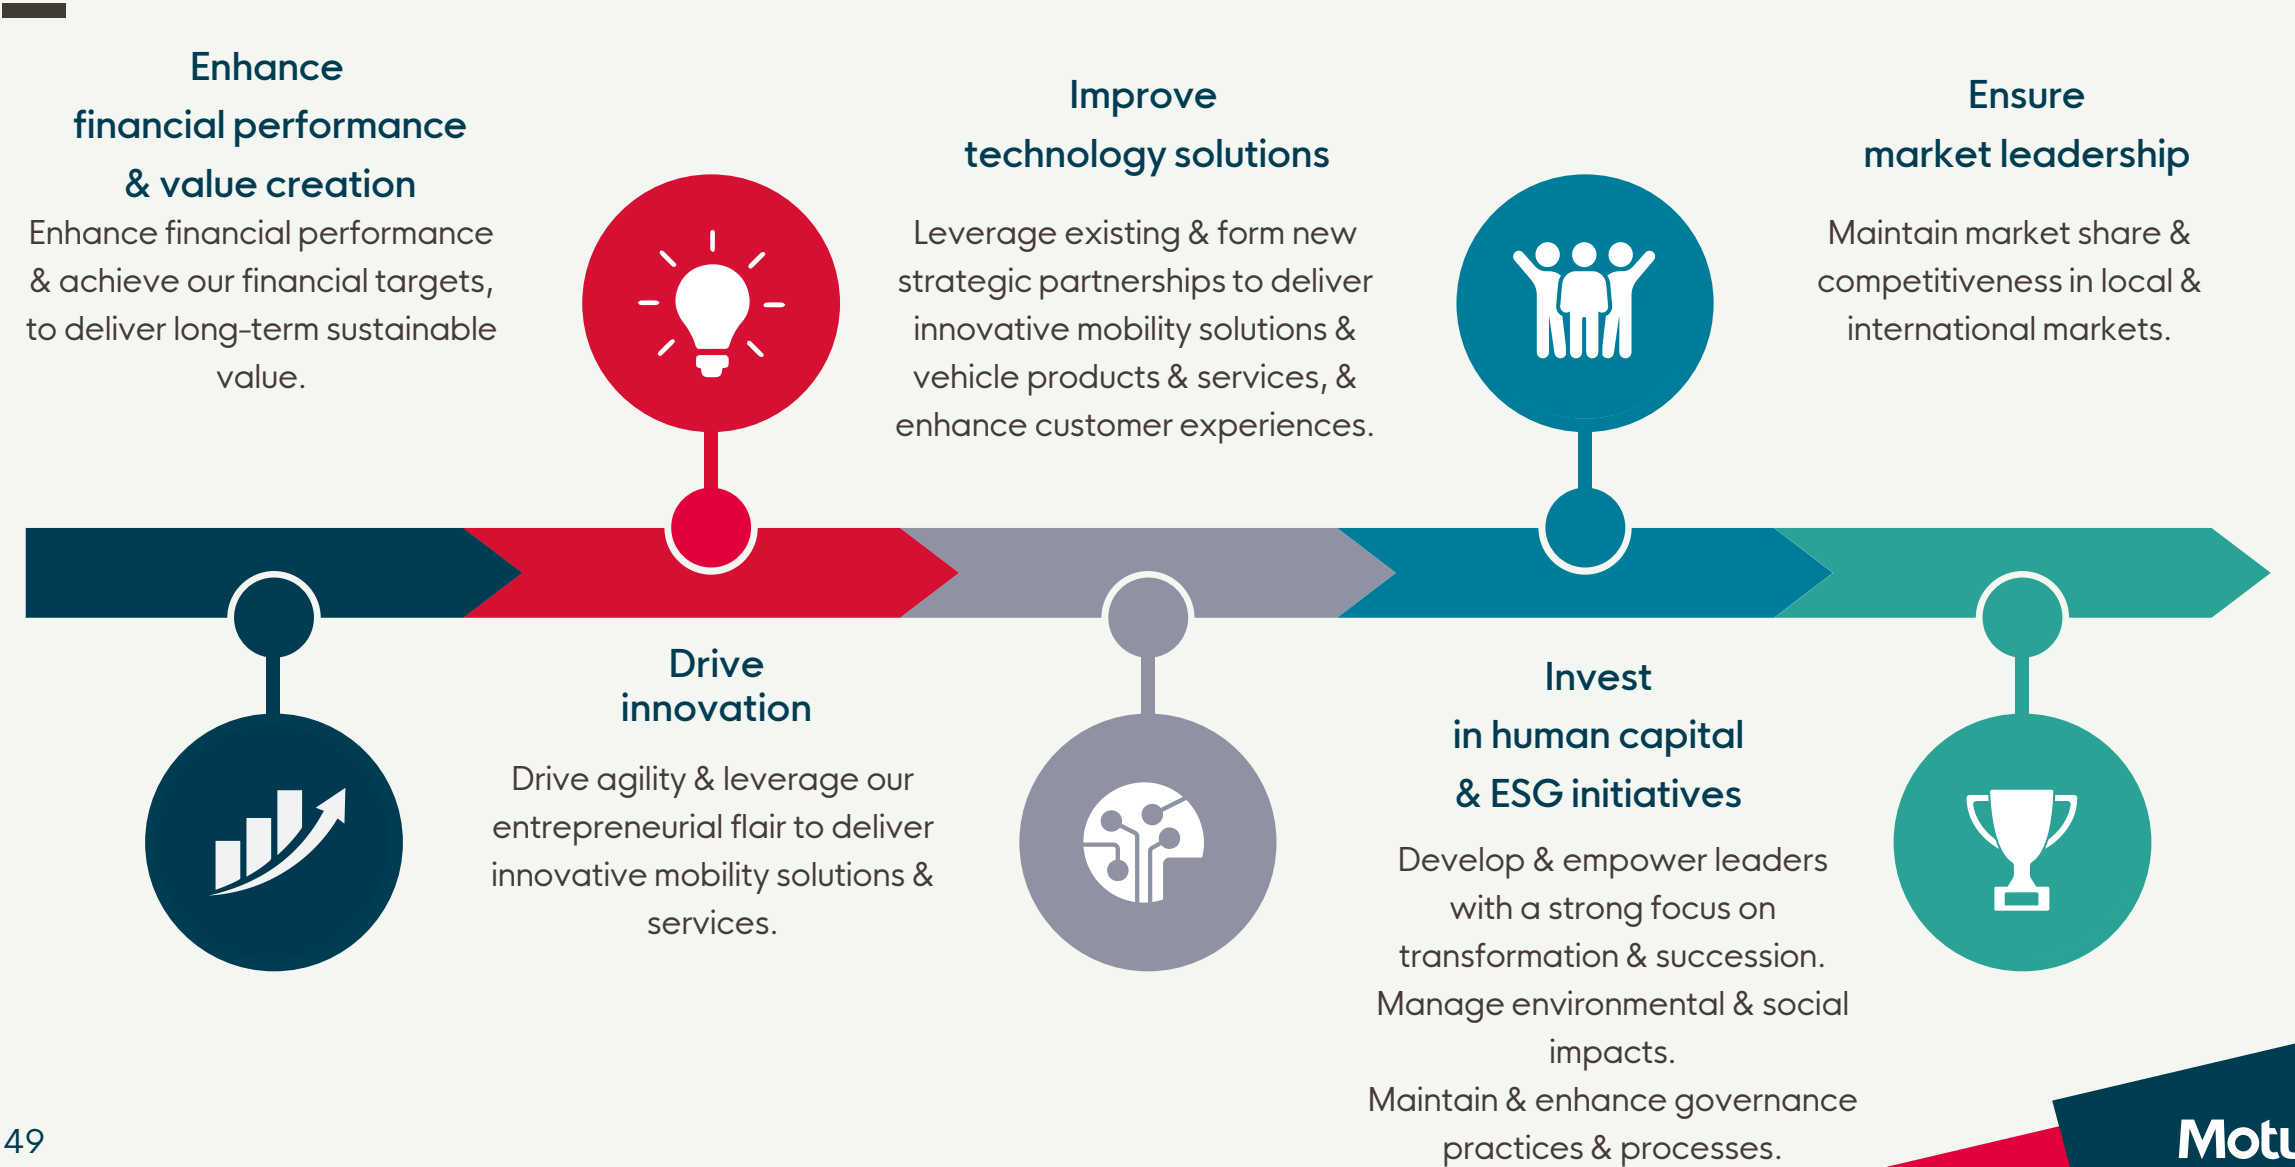 Enhance
financial performance
& value creation
Enhance financial performance
& achieve our financial targets,
to deliver long-term sustainable
value.
Drive
innovation
Drive agility & leverage our
entrepreneurial flair to deliver
innovative mobility solutions &
services.
Improve
technology solutions
Leverage existing & form new
strategic partnerships to deliver
innovative mobility solutions &
vehicle products & services, &
enhance customer experiences.
Invest
in human capital
& ESG initiatives
Develop & empower leaders
with a strong focus on
transformation & succession.
Manage environmental & social
impacts.
Maintain & enhance governance
practices & processes.
Ensure
market leadership
Maintain market share &
competitiveness in local &
international markets.
49